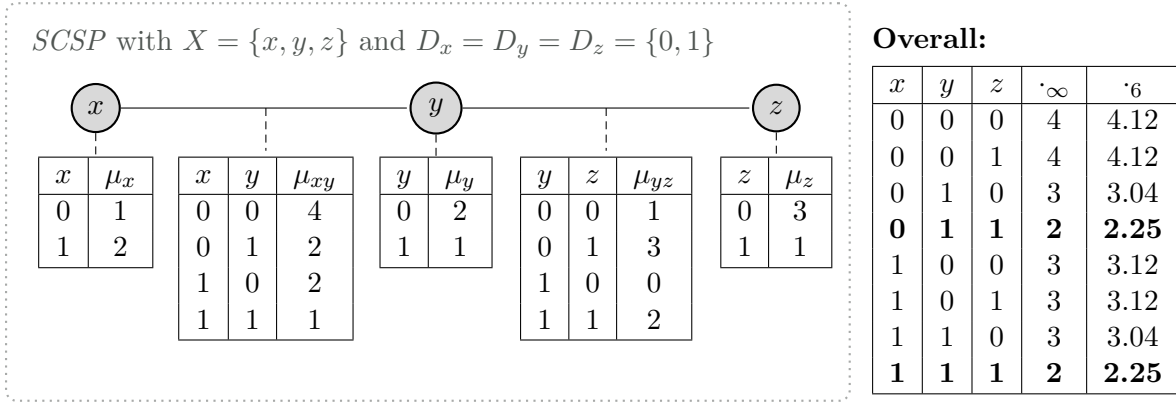 SCSP with X = {x, y, z} and D_x = D_y = D_z = {0, 1}
x y z
x μ_x
0 1
1 2
x y μ_xy
0 0 4
0 1 2
1 0 2
1 1 1
y μ_y
0 2
1 1
y z μ_yz
0 0 1
0 1 3
1 0 0
1 1 2
z μ_z
0 3
1 1
Overall:
x y z ·_∞ ·_6
0 0 0 4 4.12
0 0 1 4 4.12
0 1 0 3 3.04
0 1 1 2 2.25
1 0 0 3 3.12
1 0 1 3 3.12
1 1 0 3 3.04
1 1 1 2 2.25